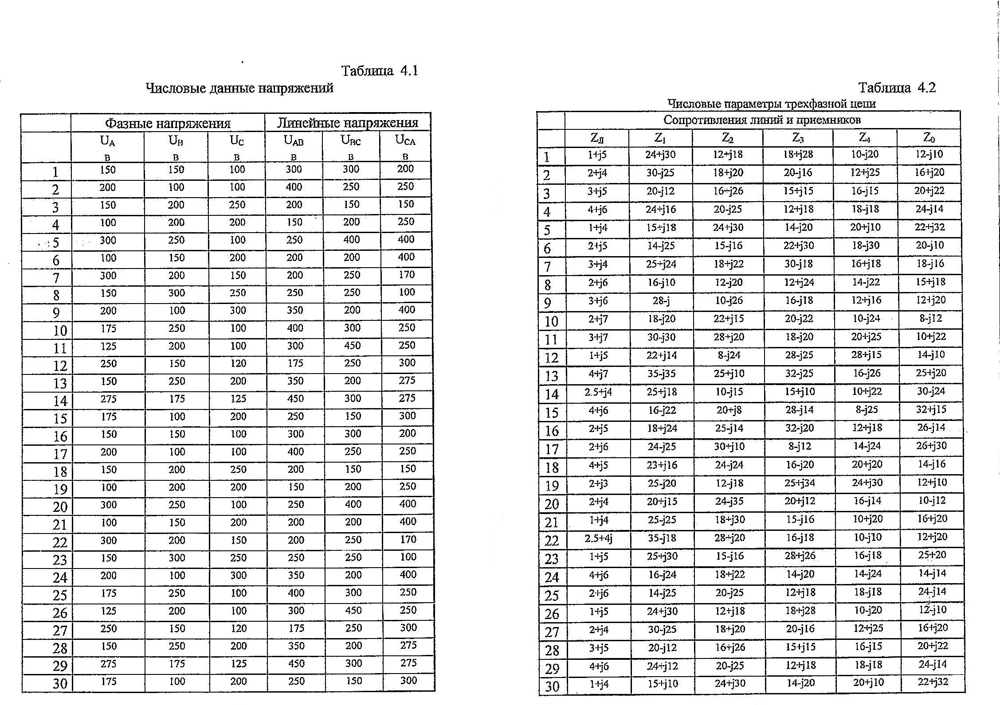 Таблица 4.1
Числовые данные напряжений
Фазные напряжения Линейные напряжения
UА UВ UС UАВ UВС UСА
В В В В В В
1 150 150 100 300 300 200
2 200 100 100 400 250 250
3 150 200 250 200 150 150
4 100 200 200 150 200 250
5 300 250 100 250 400 400
6 100 150 200 200 200 400
7 300 200 150 200 250 170
8 150 300 250 250 250 100
9 200 100 300 350 200 400
10 175 250 100 400 300 250
11 125 200 100 300 450 250
12 250 150 120 175 250 300
13 150 250 200 350 200 275
14 275 175 125 450 300 275
15 175 100 200 250 150 300
16 150 150 100 300 300 200
17 200 100 100 400 250 250
18 150 200 250 200 150 150
19 100 200 200 150 200 250
20 300 250 100 250 400 400
21 100 150 200 200 200 400
22 300 200 150 200 250 170
23 150 300 250 250 250 100
24 200 100 300 350 200 400
25 175 250 100 400 300 250
26 125 200 100 300 450 250
27 250 150 120 175 250 300
28 150 250 200 350 200 275
29 275 175 125 450 300 275
30 175 100 200 250 150 300
Таблица 4.2
Числовые параметры трехфазной цепи
Сопротивления линий и приемников
Zл Z1 Z2 Z3 Z4 Z0
1 1+j5 24+j30 12+j18 18+j28 10-j20 12-j10
2 2+j4 30-j25 18+j20 20-j16 12+j25 16+j20
3 3+j5 20-j12 16+j26 15+j15 16-j15 20+j22
4 4+j6 24+j16 20-j25 12+j18 18-j18 24-j14
5 1+j4 15+j18 24+j30 14-j20 20+j10 22+j32
6 2+j5 14-j25 15-j16 22+j30 18-j30 20-j10
7 3+j4 25+j24 18+j22 30-j18 16+j18 18-j16
8 2+j6 16-j10 12-j20 12+j24 14-j22 15+j18
9 3+j6 28-j 10-j26 16-j18 12+j16 12+j20
10 2+j7 18-j20 22+j15 20-j22 10-j24 8-j12
11 3+j7 30-j30 28+j20 18-j20 20+j25 10+j22
12 1+j5 22+j14 8-j24 28-j25 28+j15 14-j10
13 4+j7 35-j35 25+j10 32-j25 16-j26 25+j20
14 2.5+j4 25+j18 10-j15 15+j10 10+j22 30-j24
15 4+j6 16-j22 20+j8 28-j14 8-j25 32+j15
16 2+j5 18+j24 25-j14 32-j20 12+j18 26-j14
17 2+j6 24-j25 30+j10 8-j12 14-j24 26+j30
18 4+j5 23+j16 24-j24 16-j20 20+j20 14-j16
19 2+j3 25-j20 12-j18 25+j34 24+j30 12+j10
20 2+j4 20+j15 24-j35 20+j12 16-j14 10-j12
21 1+j4 25-j25 18+j30 15-j16 10+j20 16+j20
22 2.5+4j 35-j18 28+j20 16-j18 10-j10 12+j20
23 1+j5 25+j30 15-j16 28+j26 16-j18 25+20
24 4+j6 16-j24 18+j22 14-j20 14-j24 14-j14
25 2+j6 14-j25 20-j25 12+j18 18-j18 24-j14
26 1+j5 24+j30 12+j18 18+j28 10-j20 12-j10
27 2+j4 30-j25 18+j20 20-j16 12+j25 16+j20
28 3+j5 20-j12 16+j26 15+j15 16-j15 20+j22
29 4+j6 24+j12 20-j25 12+j18 18-j18 24-j14
30 1+j4 15+j10 24+j30 14-j20 20+j10 22+j32